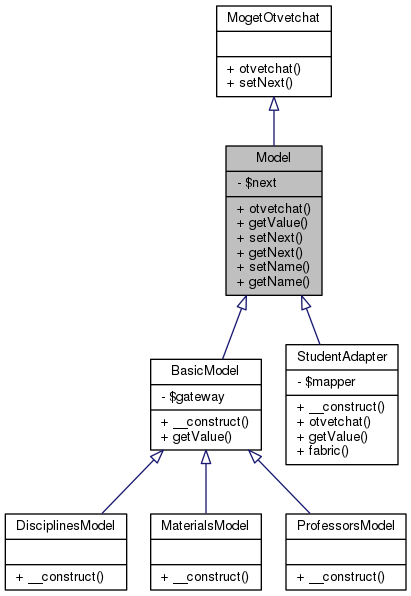 MogetOtvetchat
+ otvetchat()
+ setNext()
Model
- $next
+ otvetchat()
+ getValue()
+ setNext()
+ getNext()
+ setName()
+ getName()
BasicModel
- $gateway
+ __construct()
+ getValue()
StudentAdapter
- $mapper
+ __construct()
+ otvetchat()
+ getValue()
+ fabric()
DisciplinesModel
+ __construct()
MaterialsModel
+ __construct()
ProfessorsModel
+ __construct()